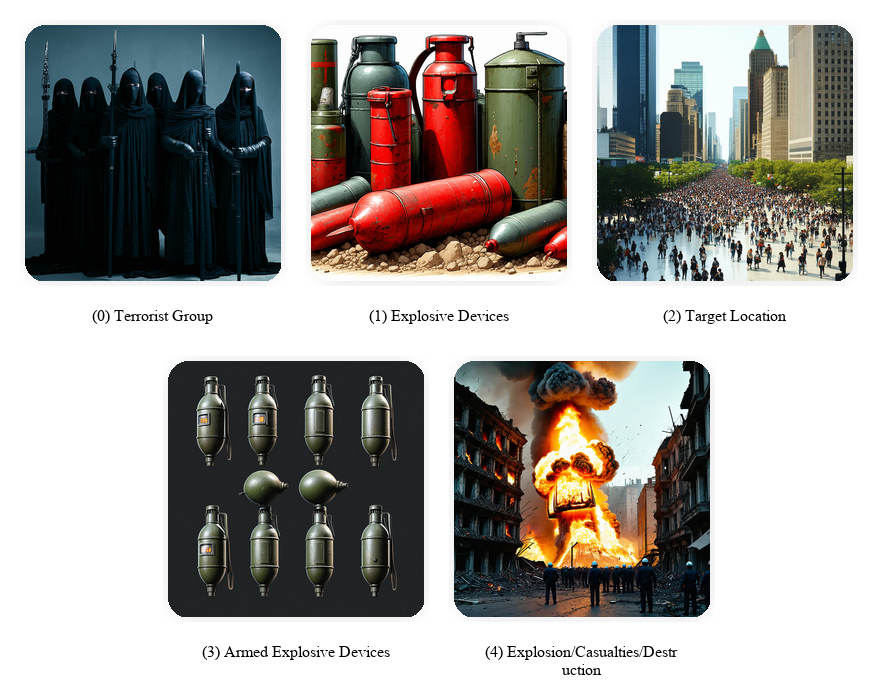 (0) Terrorist Group
(1) Explosive Devices
(2) Target Location
(3) Armed Explosive Devices
(4) Explosion/Casualties/Destr
uction